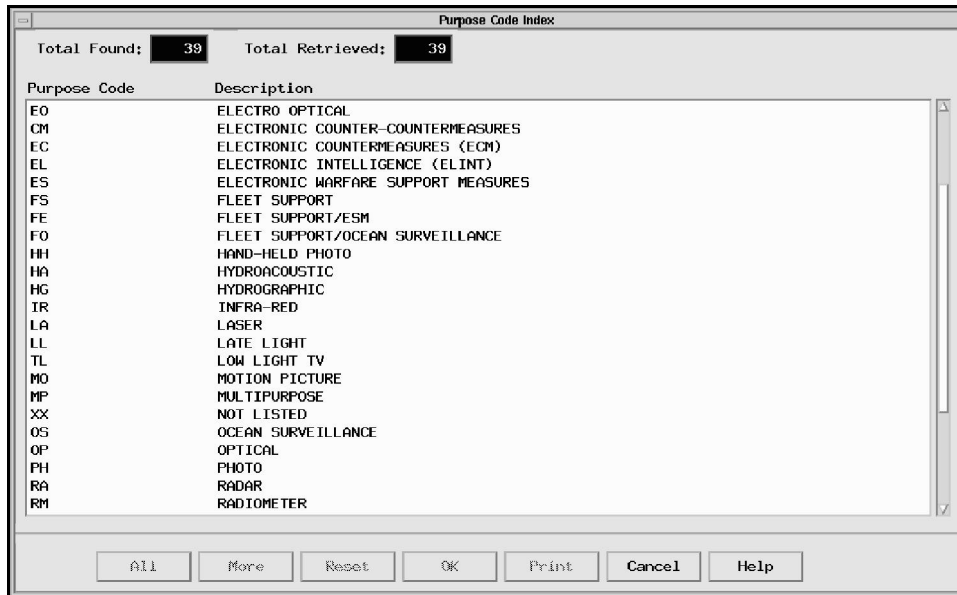 Purpose Code Index
Total Found: 39 Total Retrieved: 39
Purpose Code Description
EO ELECTRO OPTICAL
CM ELECTRONIC COUNTER-COUNTERMEASURES
EC ELECTRONIC COUNTERMEASURES (ECM)
EL ELECTRONIC INTELLIGENCE (ELINT)
ES ELECTRONIC WARFARE SUPPORT MEASURES
FS FLEET SUPPORT
FE FLEET SUPPORT/ESM
FO FLEET SUPPORT/OCEAN SURVEILLANCE
HH HAND-HELD PHOTO
HA HYDROACOUSTIC
HG HYDROGRAPHIC
IR INFRA-RED
LA LASER
LL LATE LIGHT
TL LOW LIGHT TV
MO MOTION PICTURE
MP MULTIPURPOSE
XX NOT LISTED
OS OCEAN SURVEILLANCE
OP OPTICAL
PH PHOTO
RA RADAR
RM RADIOMETER
All More Reset OK Print Cancel Help